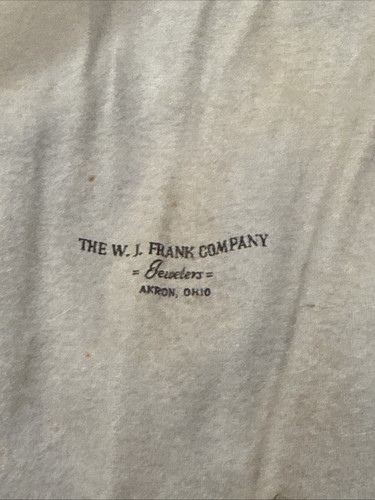 THE W. J. FRANK COMPANY
= Jewelers =
AKRON, OHIO